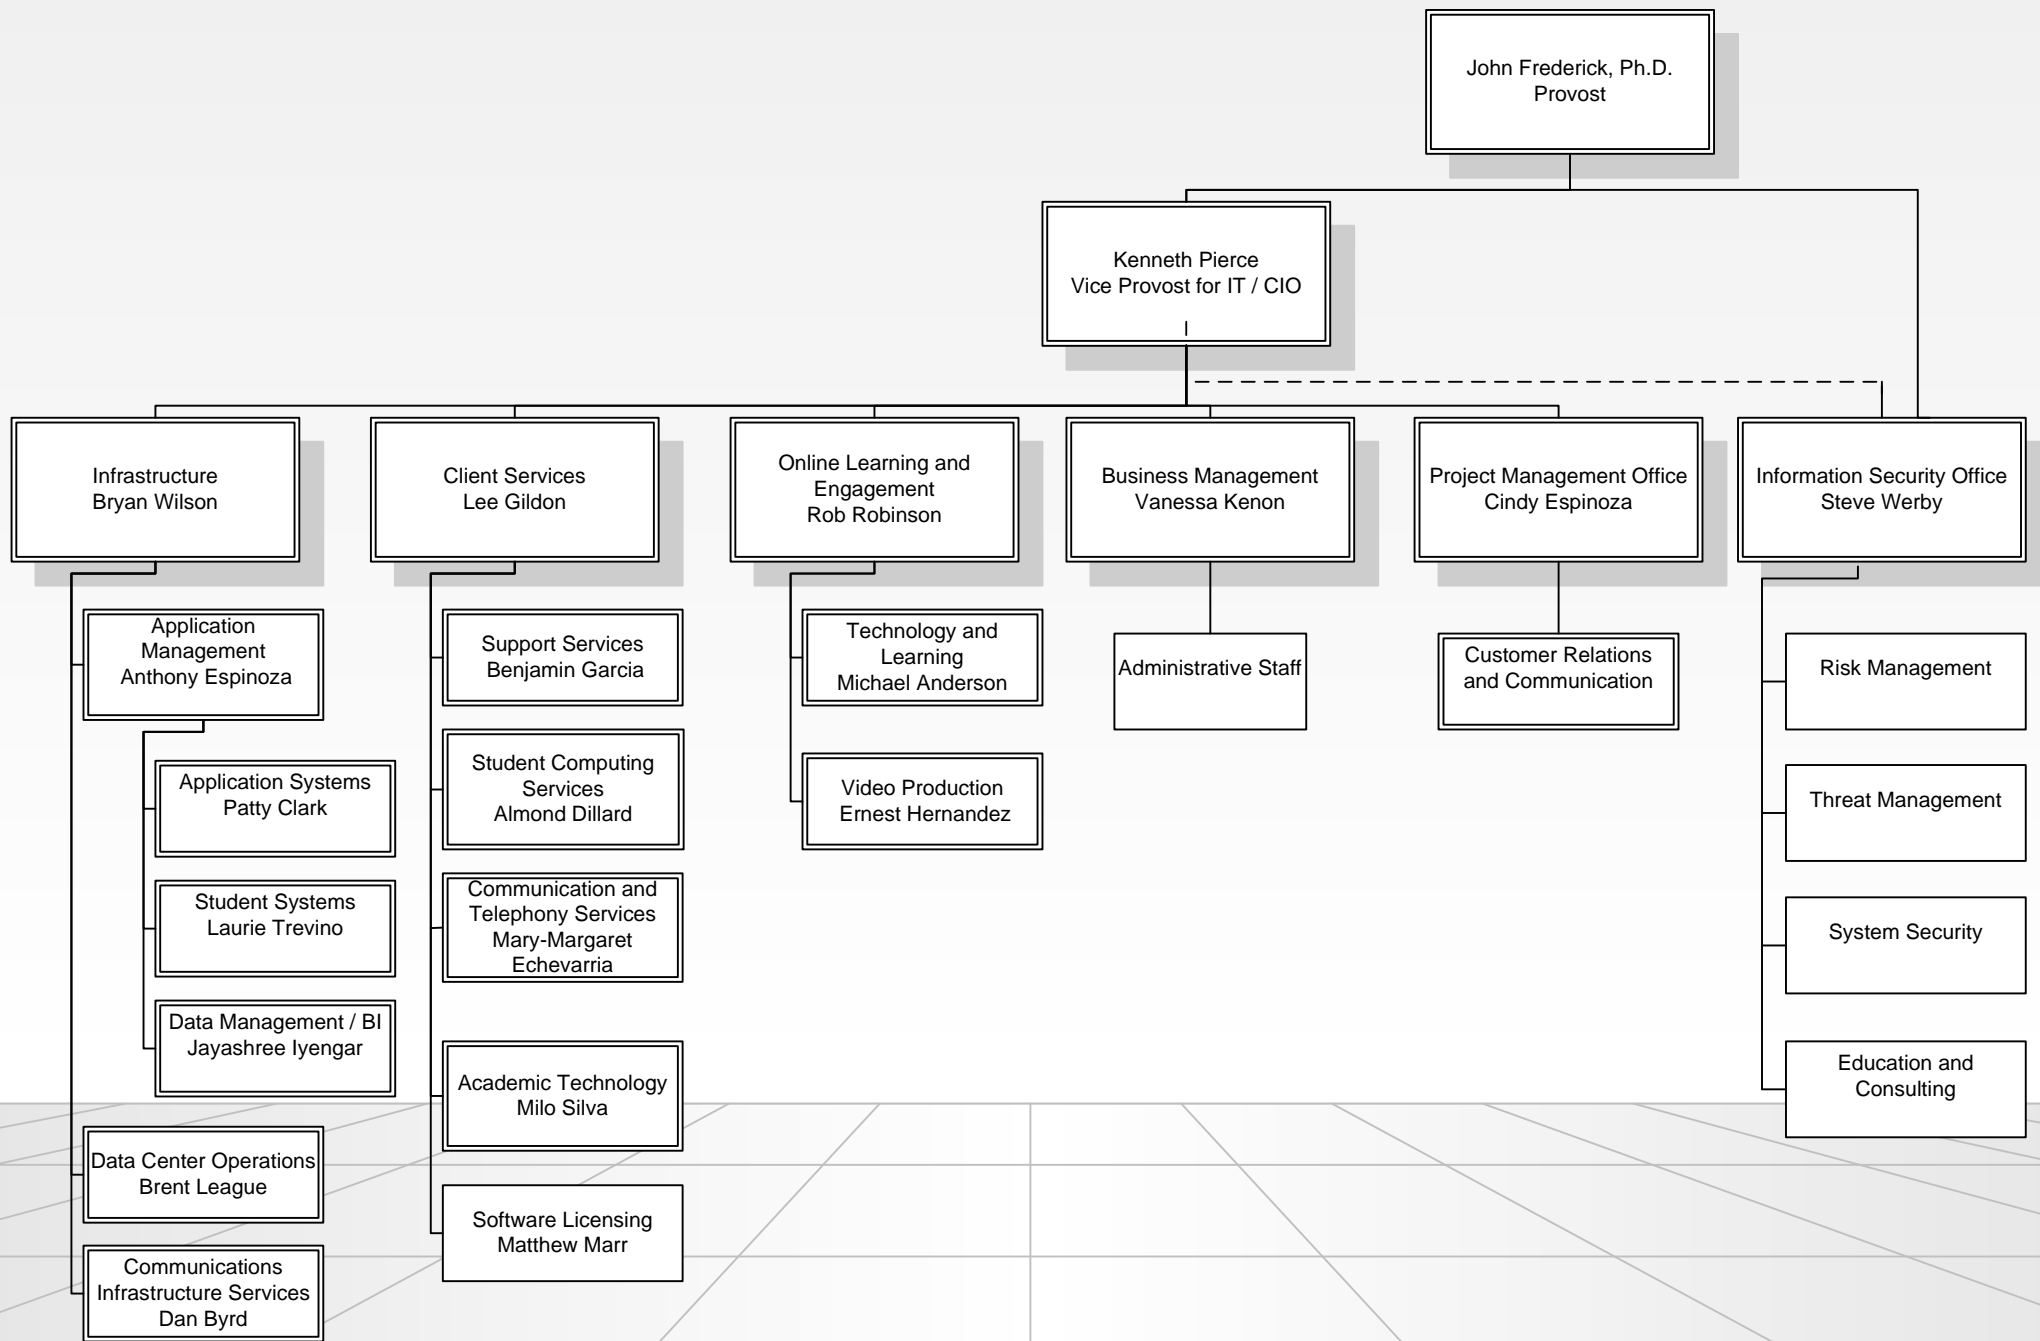 John Frederick, Ph.D.
Provost
Kenneth Pierce
Vice Provost for IT / CIO
Infrastructure
Bryan Wilson
Client Services
Lee Gildon
Online Learning and
Engagement
Rob Robinson
Business Management
Vanessa Kenon
Project Management Office
Cindy Espinoza
Information Security Office
Steve Werby
Application
Management
Anthony Espinoza
Application Systems
Patty Clark
Student Systems
Laurie Trevino
Data Management / BI
Jayashree Iyengar
Data Center Operations
Brent League
Communications
Infrastructure Services
Dan Byrd
Support Services
Benjamin Garcia
Student Computing
Services
Almond Dillard
Communication and
Telephony Services
Mary-Margaret
Echevarria
Academic Technology
Milo Silva
Software Licensing
Matthew Marr
Technology and
Learning
Michael Anderson
Video Production
Ernest Hernandez
Administrative Staff
Customer Relations
and Communication
Risk Management
Threat Management
System Security
Education and
Consulting